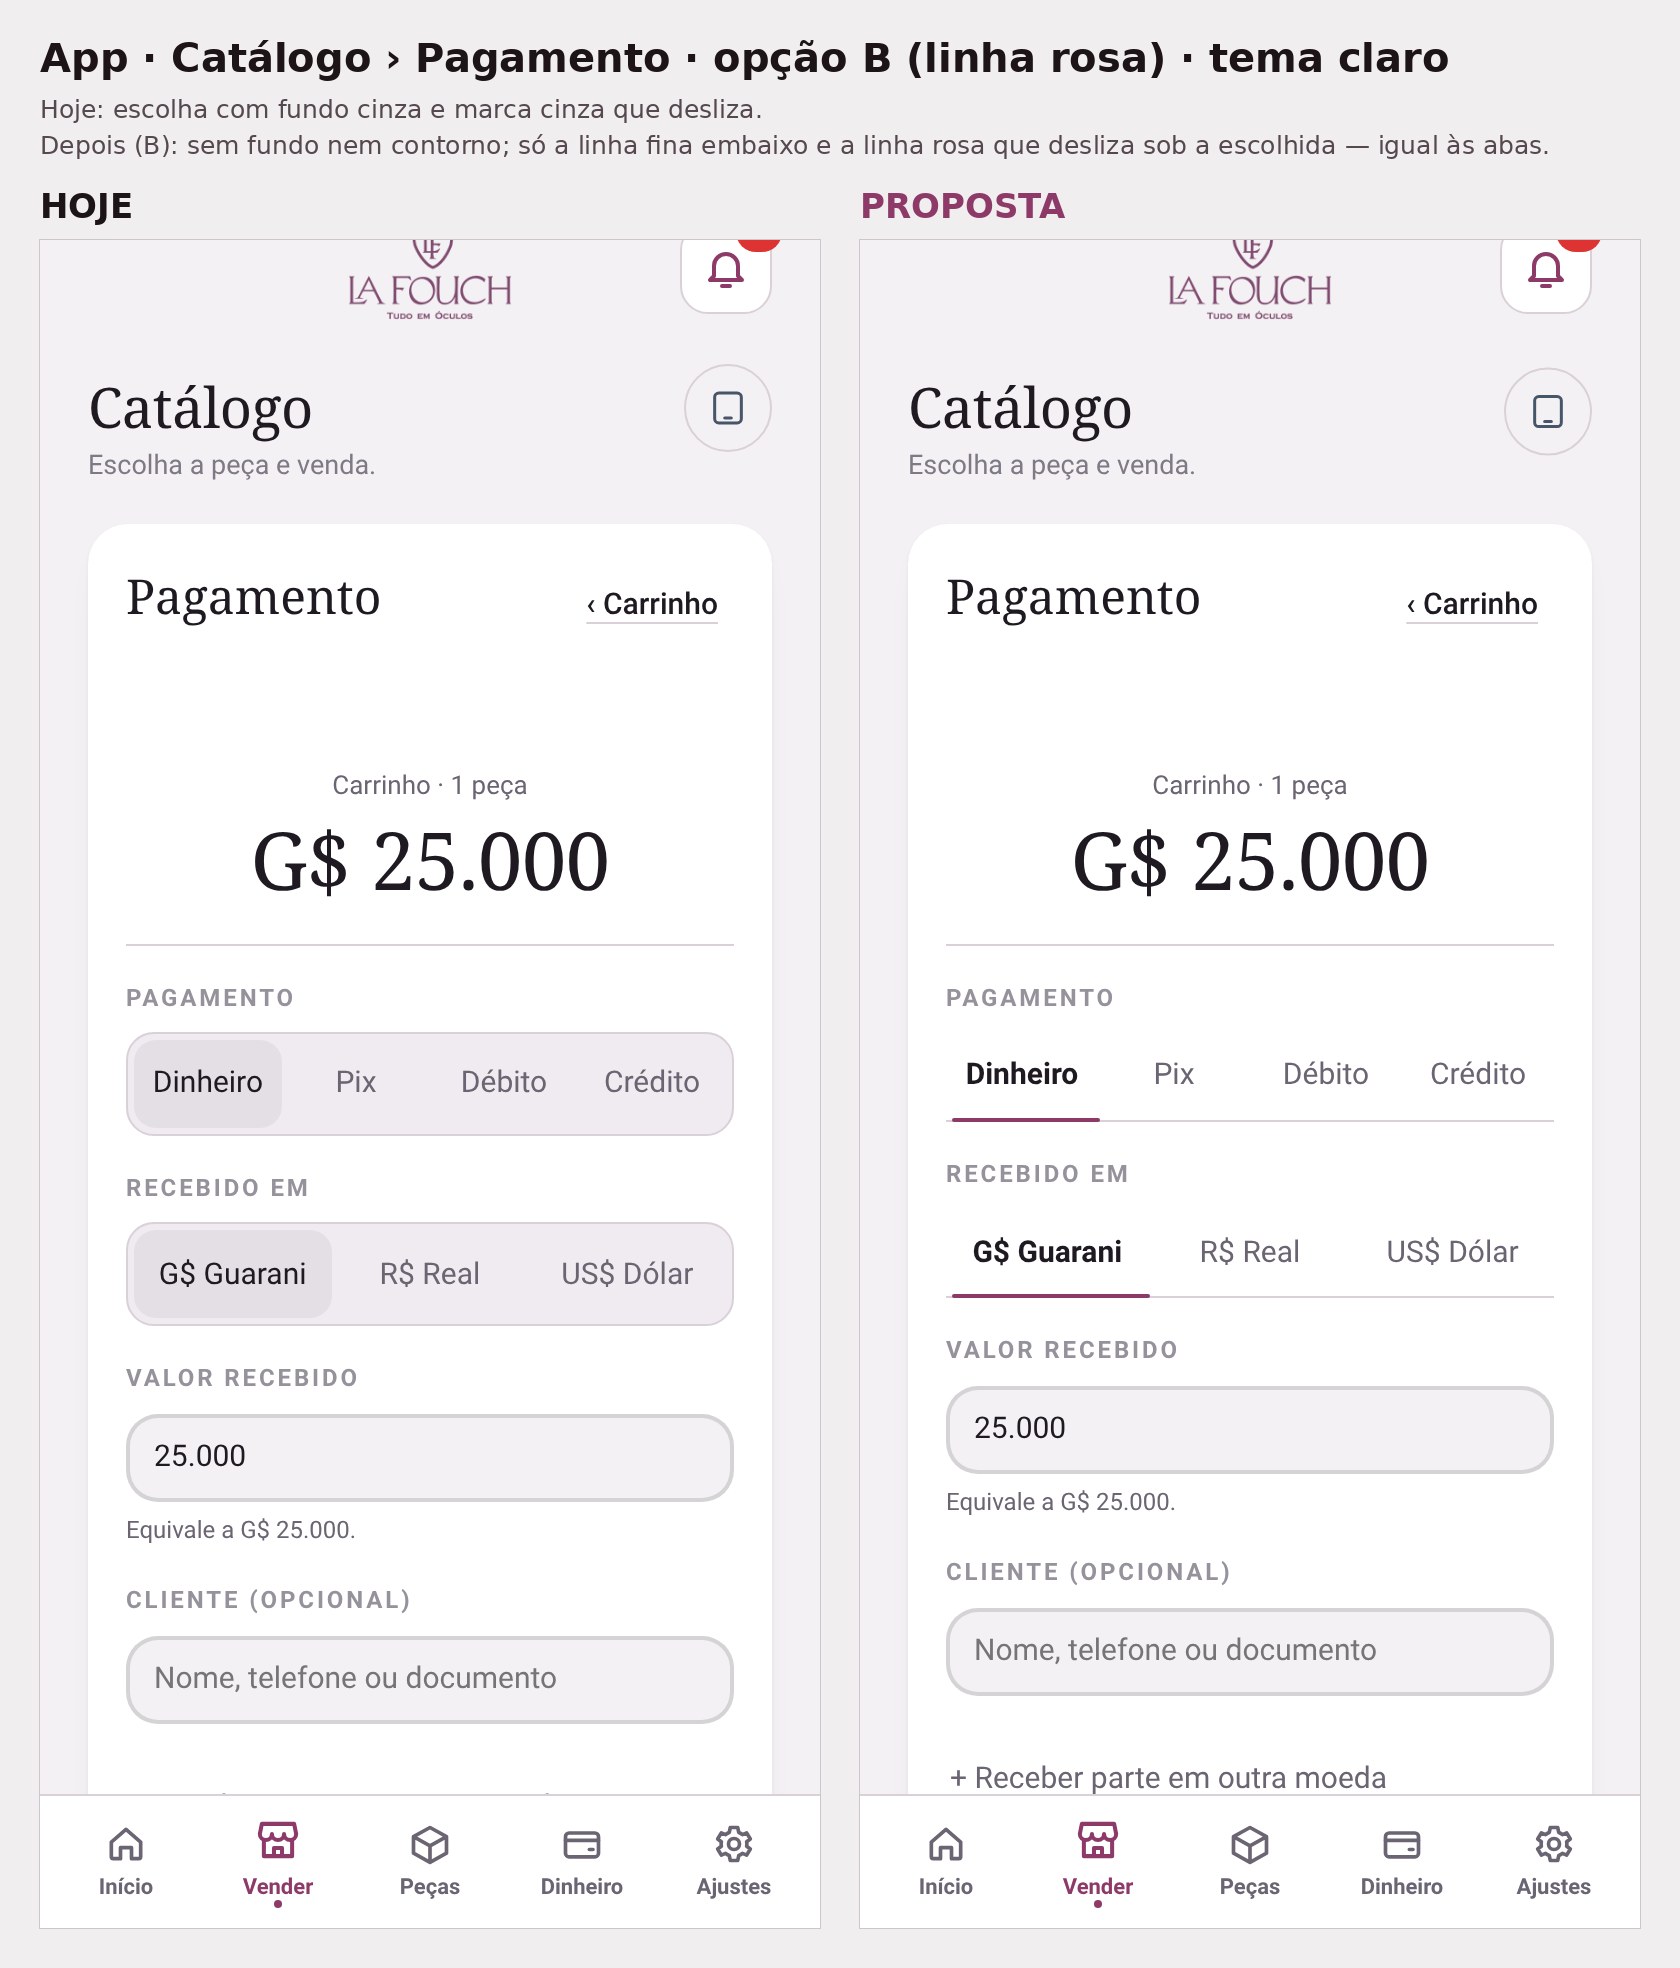 App · Catálogo › Pagamento · opção B (linha rosa) · tema claro
Hoje: escolha com fundo cinza e marca cinza que desliza.
Depois (B): sem fundo nem contorno; só a linha fina embaixo e a linha rosa que desliza sob a escolhida — igual às abas.
HOJE
LF
LA FOUCH
Tudo em Óculos
Catálogo
Escolha a peça e venda.
Pagamento
‹ Carrinho
Carrinho · 1 peça
G$ 25.000
PAGAMENTO
Dinheiro Pix Débito Crédito
RECEBIDO EM
G$ Guarani R$ Real US$ Dólar
VALOR RECEBIDO
25.000
Equivale a G$ 25.000.
CLIENTE (OPCIONAL)
Nome, telefone ou documento
Início Vender Peças Dinheiro Ajustes
PROPOSTA
LF
LA FOUCH
Tudo em Óculos
Catálogo
Escolha a peça e venda.
Pagamento
‹ Carrinho
Carrinho · 1 peça
G$ 25.000
PAGAMENTO
Dinheiro Pix Débito Crédito
RECEBIDO EM
G$ Guarani R$ Real US$ Dólar
VALOR RECEBIDO
25.000
Equivale a G$ 25.000.
CLIENTE (OPCIONAL)
Nome, telefone ou documento
+ Receber parte em outra moeda
Início Vender Peças Dinheiro Ajustes